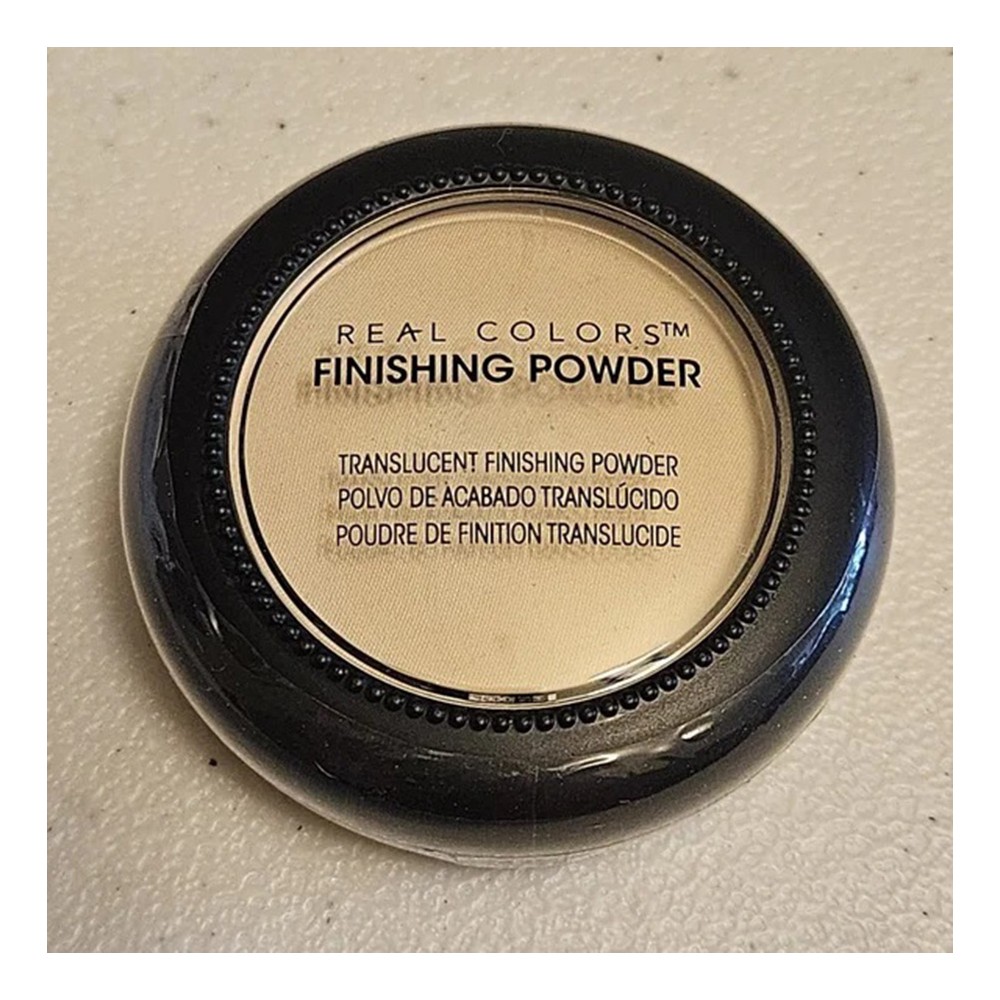 REAL COLORS™
FINISHING POWDER
TRANSLUCENT FINISHING POWDER
POLVO DE ACABADO TRANSLÚCIDO
POUDRE DE FINITION TRANSLUCIDE